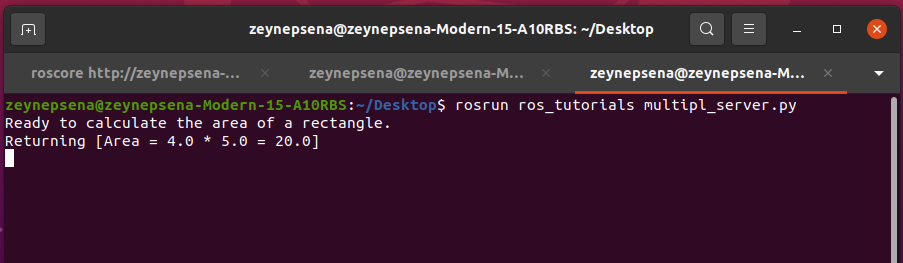 zeynepsena@zeynepsena-Modern-15-A10RBS: ~/Desktop
roscore http://zeynepsena-...
zeynepsena@zeynepsena-M...
zeynepsena@zeynepsena-M...
zeynepsena@zeynepsena-Modern-15-A10RBS:~/Desktop$ rosrun ros_tutorials multipl_server.py
Ready to calculate the area of a rectangle.
Returning [Area = 4.0 * 5.0 = 20.0]